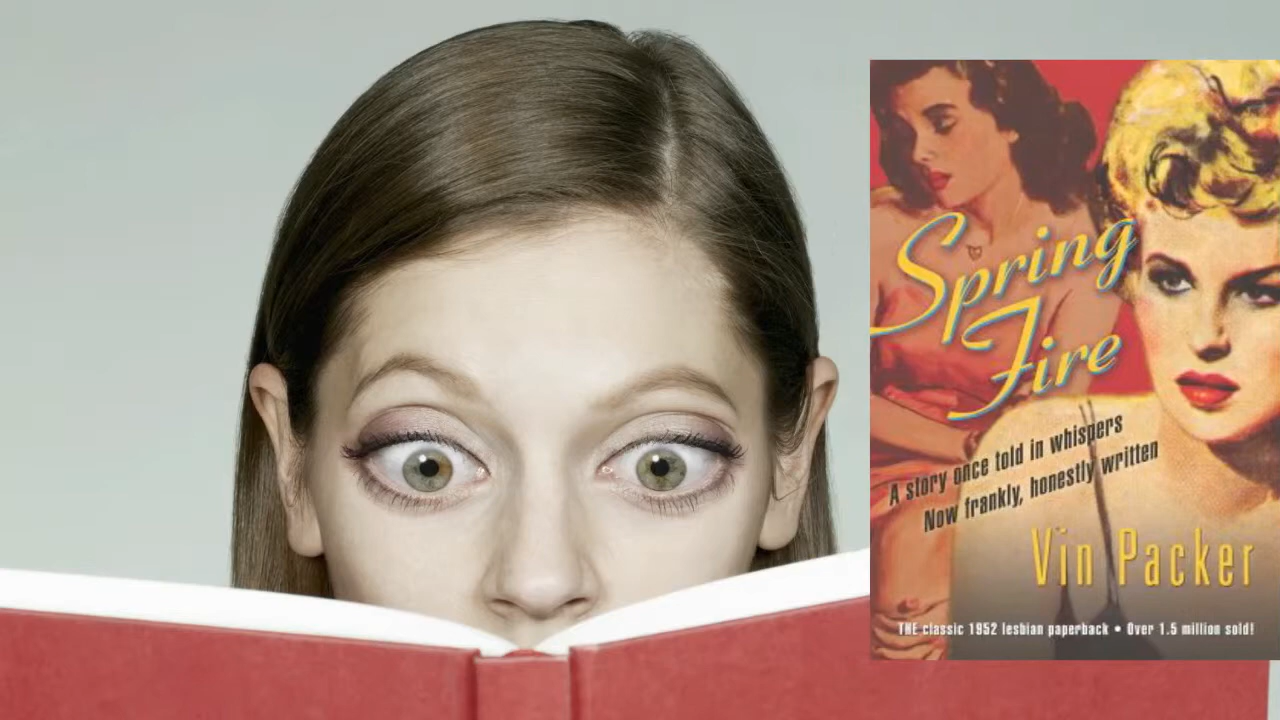 Spring
Fire
A story once told in whispers
Now frankly, honestly written
Vin Packer
THE classic 1952 lesbian paperback • Over 1.5 million sold!